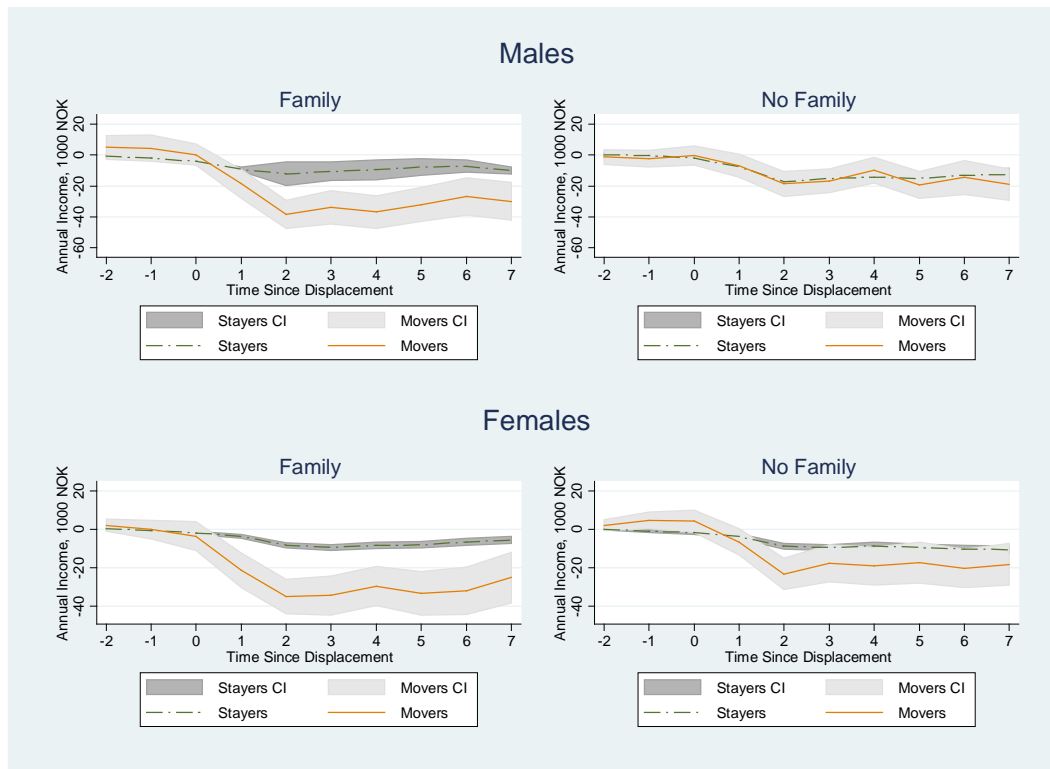 Males
Family
No Family
Annual Income, 1000 NOK
20
0
-20
-40
-60
-2 -1 0 1 2 3 4 5 6 7
Time Since Displacement
Stayers CI Movers CI
Stayers Movers
Annual Income, 1000 NOK
20
0
-20
-40
-60
-2 -1 0 1 2 3 4 5 6 7
Time Since Displacement
Stayers CI Movers CI
Stayers Movers
Females
Family
No Family
Annual Income, 1000 NOK
20
0
-20
-40
-2 -1 0 1 2 3 4 5 6 7
Time Since Displacement
Stayers CI Movers CI
Stayers Movers
Annual Income, 1000 NOK
20
0
-20
-40
-2 -1 0 1 2 3 4 5 6 7
Time Since Displacement
Stayers CI Movers CI
Stayers Movers